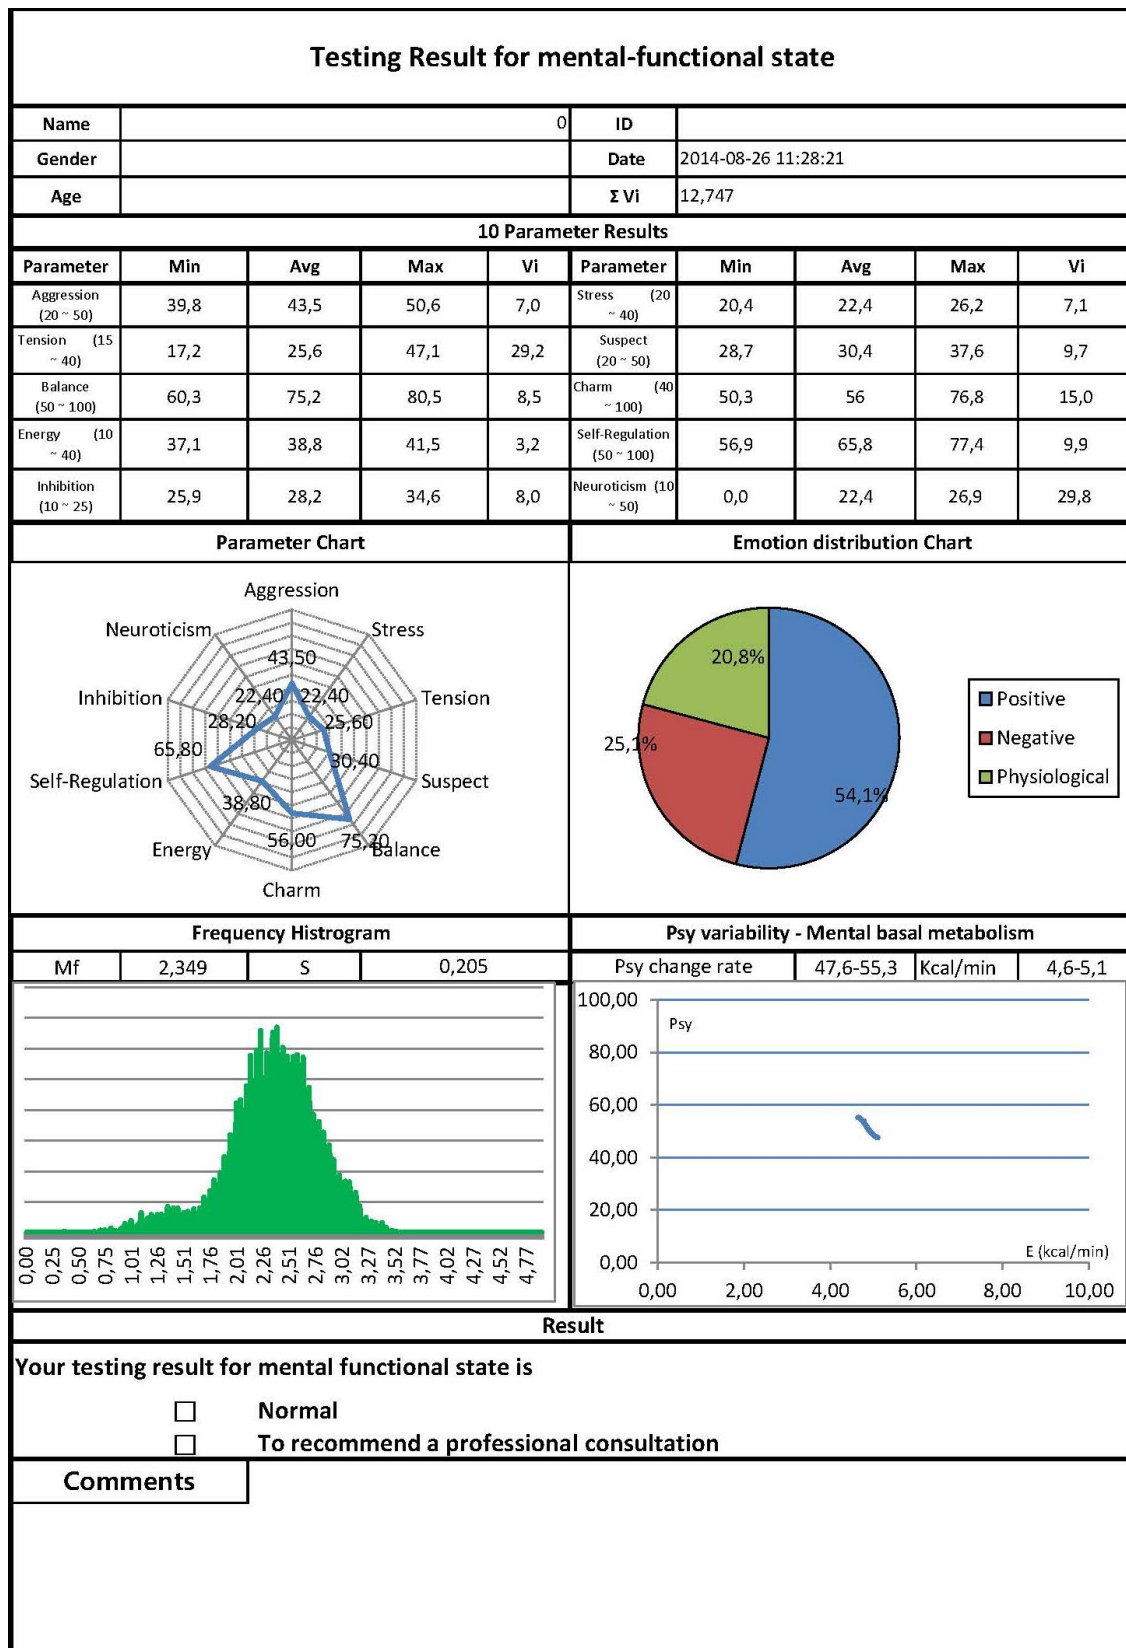 Testing Result for mental-functional state
Name 0 ID
Gender Date 2014-08-26 11:28:21
Age Σ Vi 12,747
10 Parameter Results
Parameter Min Avg Max Vi Parameter Min Avg Max Vi
Aggression (20 ~ 50) 39,8 43,5 50,6 7,0 Stress (20 ~ 40) 20,4 22,4 26,2 7,1
Tension (15 ~ 40) 17,2 25,6 47,1 29,2 Suspect (20 ~ 50) 28,7 30,4 37,6 9,7
Balance (50 ~ 100) 60,3 75,2 80,5 8,5 Charm (40 ~ 100) 50,3 56 76,8 15,0
Energy (10 ~ 40) 37,1 38,8 41,5 3,2 Self-Regulation (50 ~ 100) 56,9 65,8 77,4 9,9
Inhibition (10 ~ 25) 25,9 28,2 34,6 8,0 Neuroticism (10 ~ 50) 0,0 22,4 26,9 29,8
Parameter Chart Emotion distribution Chart
Aggression
Neuroticism Stress
43,50
22,40 22,40
Inhibition Tension
28,20 25,60
65,80 30,40
Self-Regulation Suspect
38,80
56,00 75,20
Energy Balance
Charm
20,8%
25,1%
54,1%
Positive
Negative
Physiological
Frequency Histrogram Psy variability - Mental basal metabolism
Mf 2,349 S 0,205 Psy change rate 47,6-55,3 Kcal/min 4,6-5,1
0,00 0,25 0,50 0,75 1,01 1,26 1,51 1,76 2,01 2,26 2,51 2,76 3,02 3,27 3,52 3,77 4,02 4,27 4,52 4,77
100,00
Psy
80,00
60,00
40,00
20,00
E (kcal/min)
0,00
0,00 2,00 4,00 6,00 8,00 10,00
Result
Your testing result for mental functional state is
Normal
To recommend a professional consultation
Comments